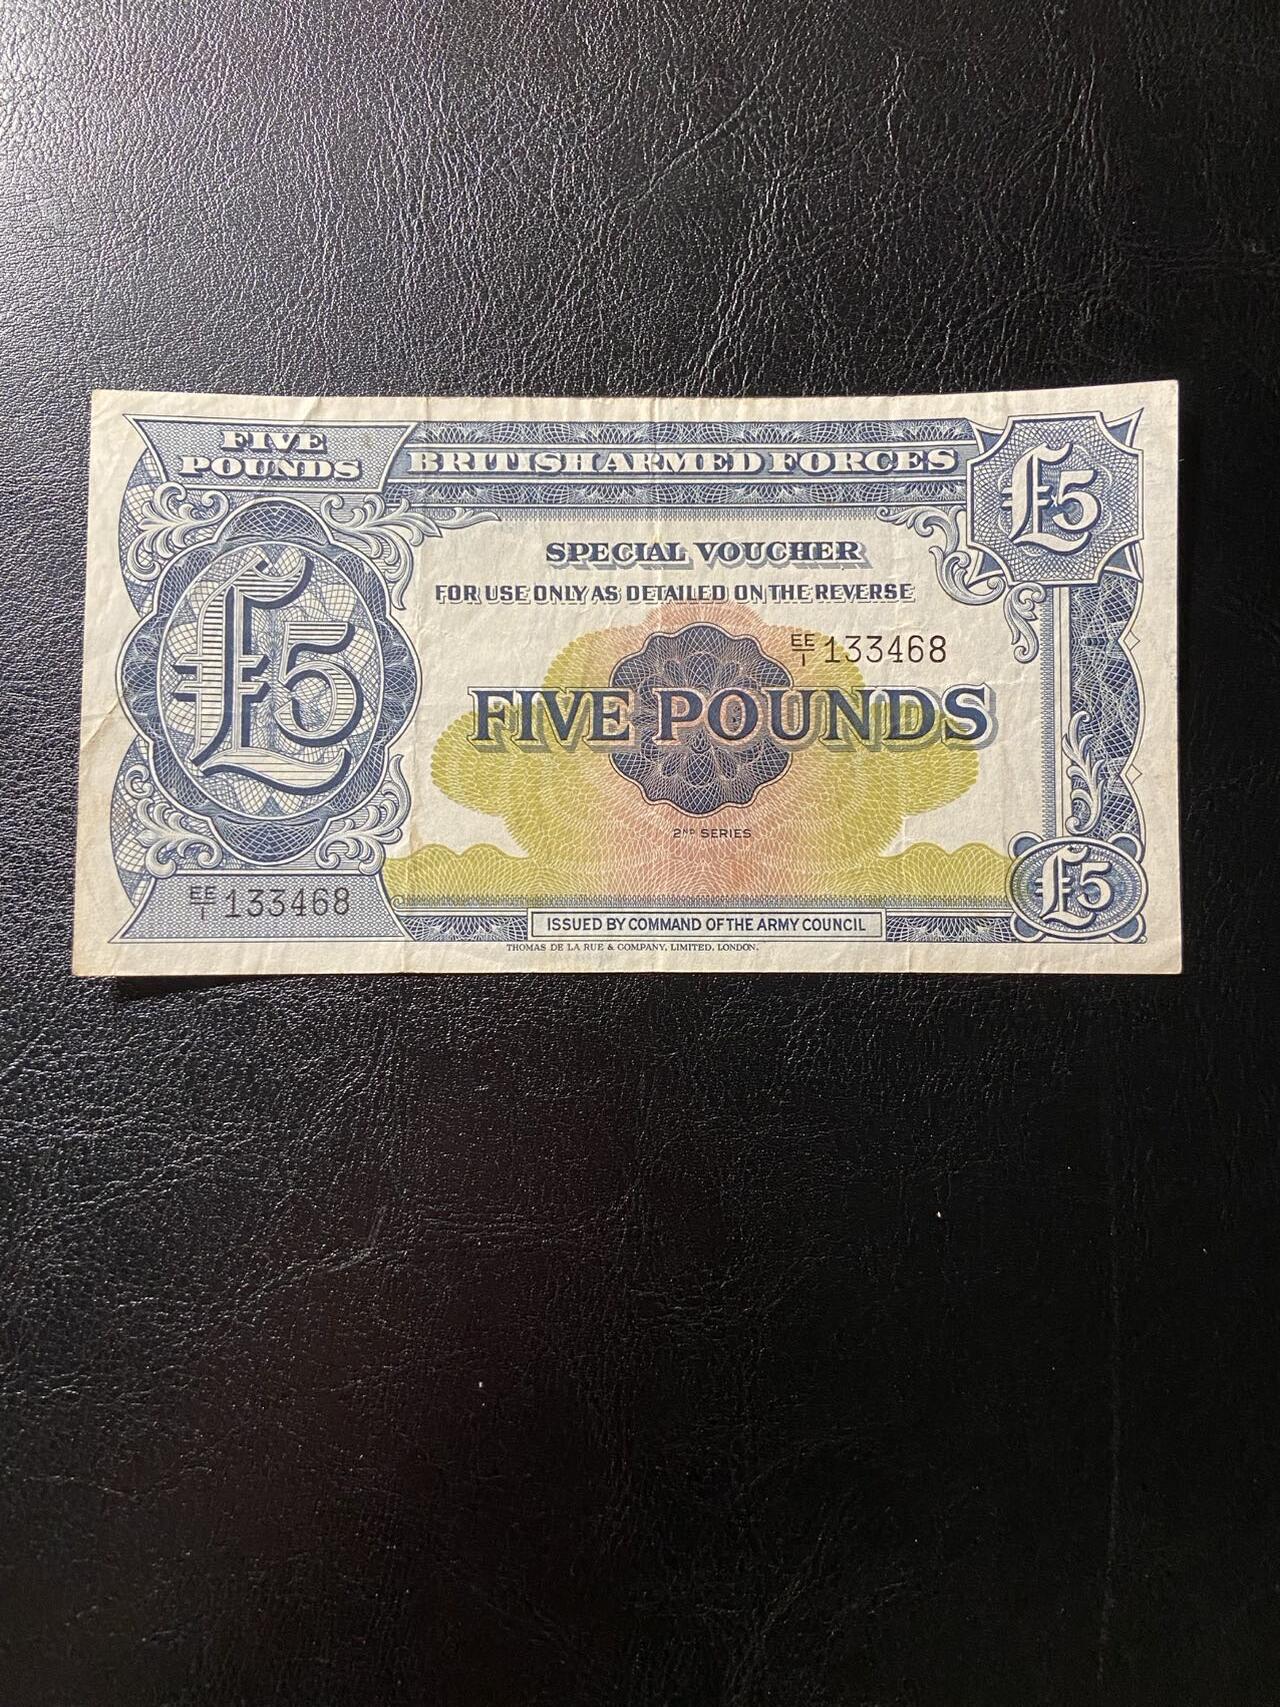 FIVE
POUNDS
BRITISH ARMED FORCES
£5
SPECIAL VOUCHER
FOR USE ONLY AS DETAILED ON THE REVERSE
£5
EE/1 133468
FIVE POUNDS
2ND SERIES
EE/1 133468
£5
ISSUED BY COMMAND OF THE ARMY COUNCIL
THOMAS DE LA RUE & COMPANY, LIMITED, LONDON.